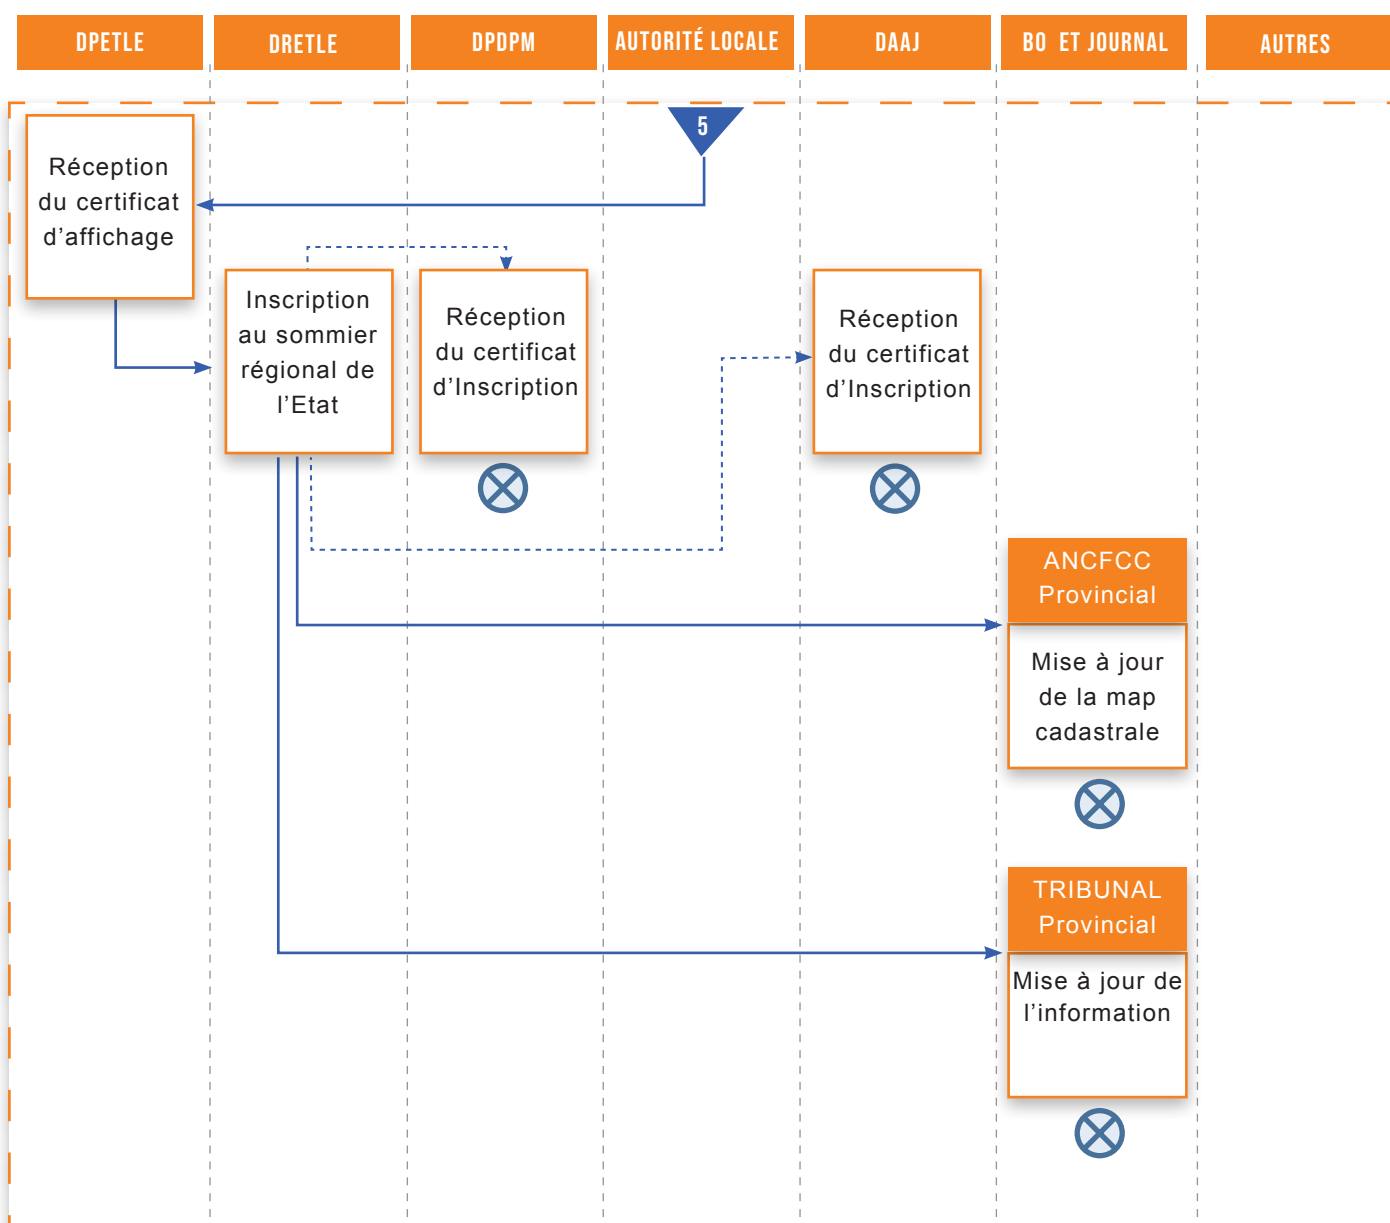 DPETLE
DRETLE
DPDPM
AUTORITÉ LOCALE
DAAJ
BO ET JOURNAL
AUTRES
5
Réception
du certificat
d’affichage
Inscription
au sommier
régional de
l’Etat
Réception
du certificat
d’Inscription
Réception
du certificat
d’Inscription
ANCFCC
Provincial
Mise à jour
de la map
cadastrale
TRIBUNAL
Provincial
Mise à jour de
l’information